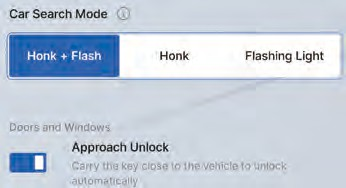 Car Search Mode
Honk + Flash Honk Flashing Light
Doors and Windows
Approach Unlock
Carry the key close to the vehicle to unlock
automatically